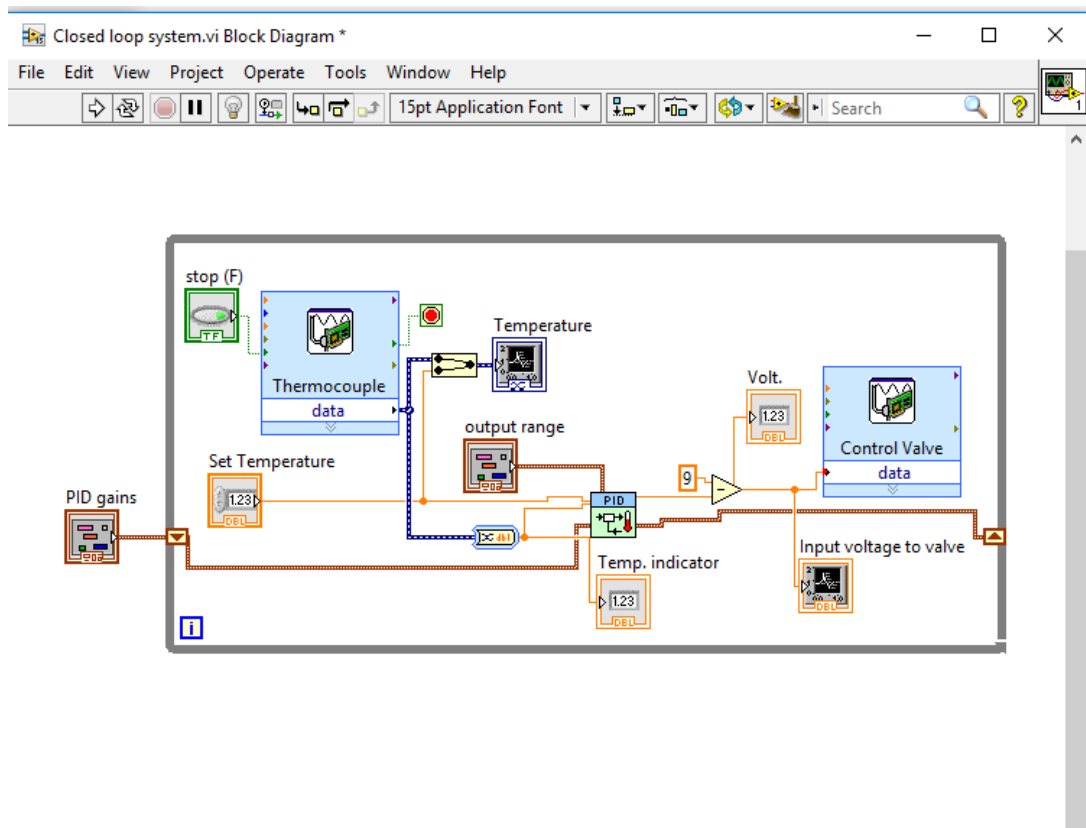 Closed loop system.vi Block Diagram *
File Edit View Project Operate Tools Window Help
15pt Application Font
Search
?
1
stop (F)
TF
Thermocouple
data
Temperature
output range
Set Temperature
1.23
DBL
PID gains
Volt.
1.23
DBL
Control Valve
data
9
PID
dbl
Temp. indicator
1.23
DBL
Input voltage to valve
DBL
i